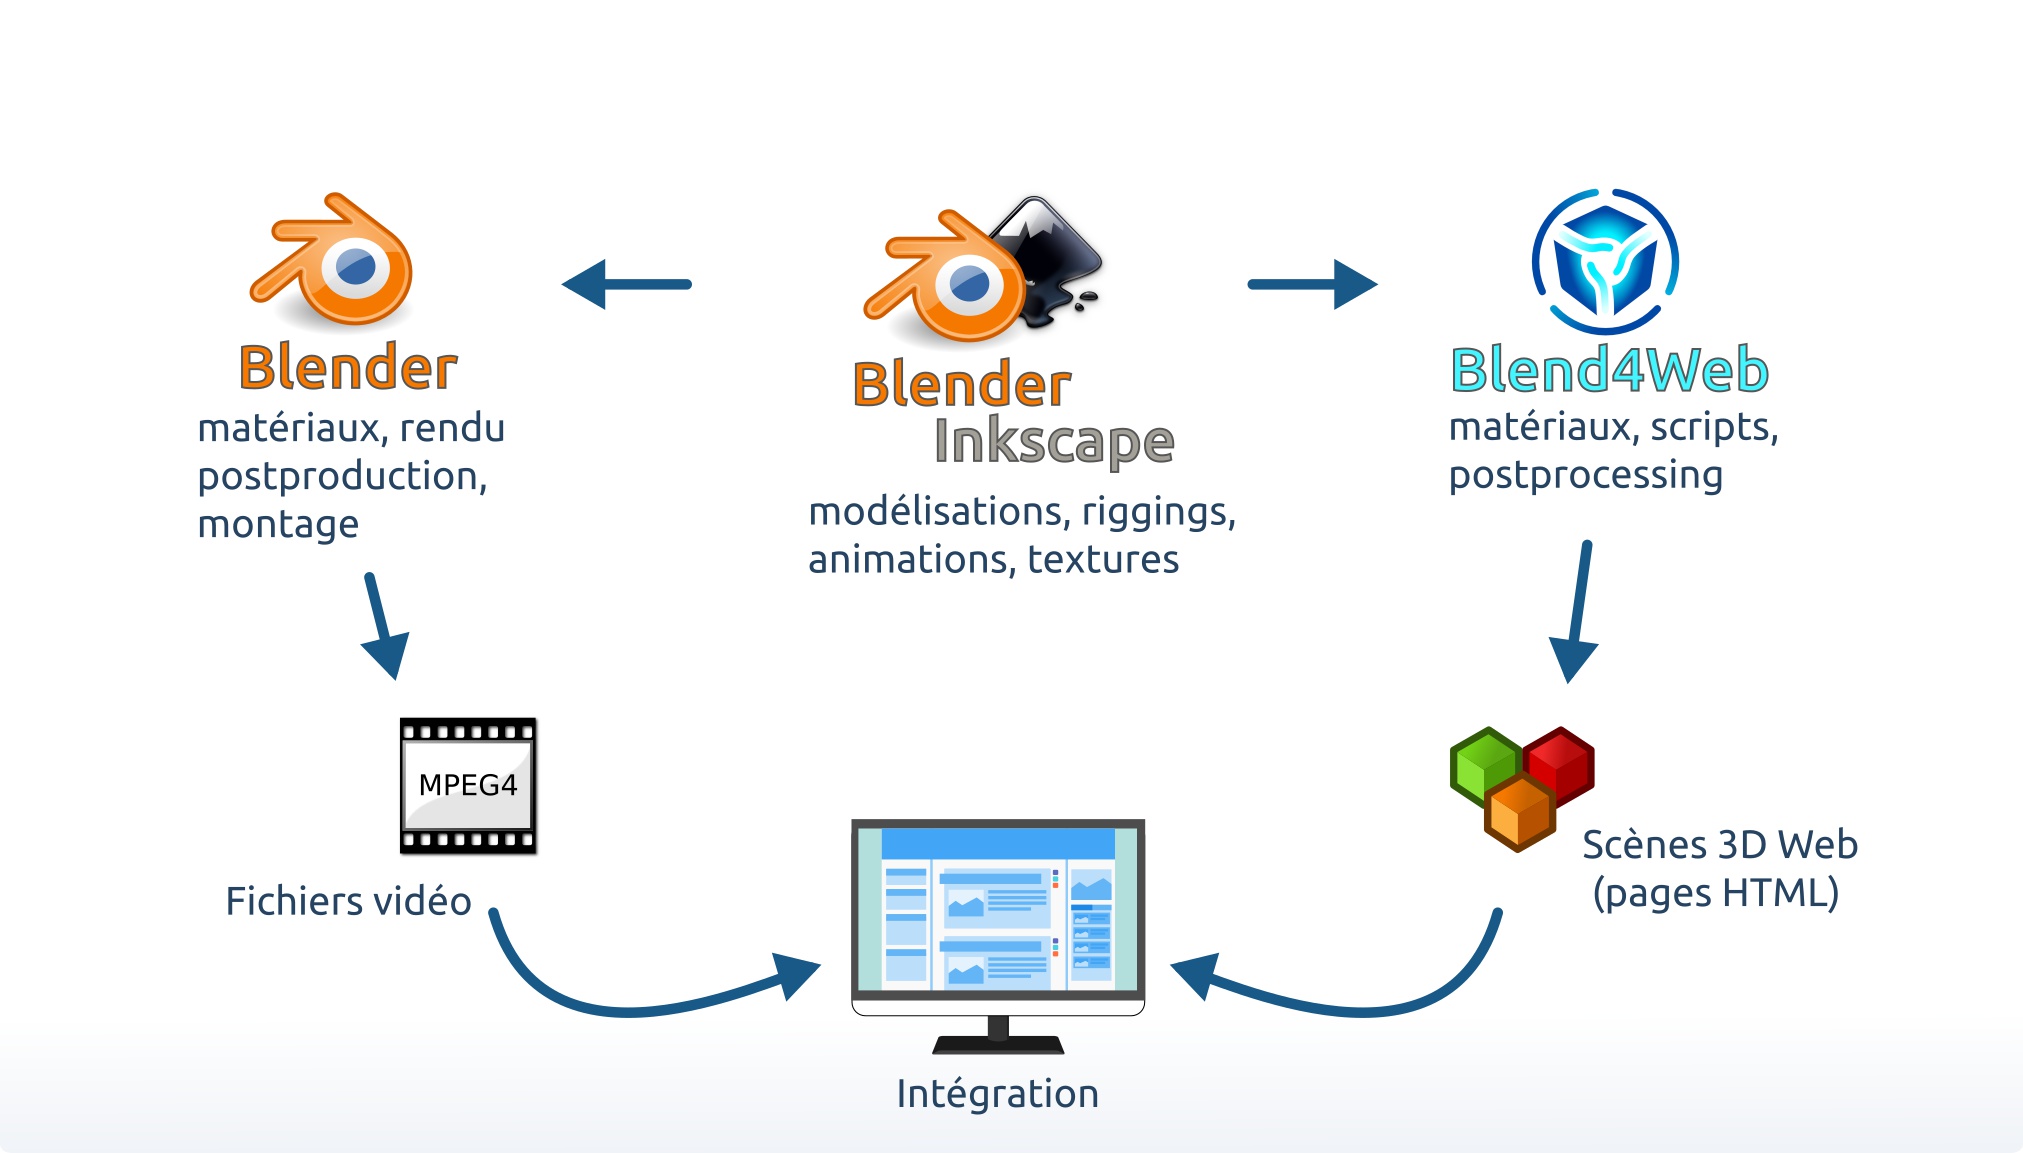 Blender
matériaux, rendu
postproduction,
montage
Blender
Inkscape
modélisations, riggings,
animations, textures
Blend4Web
matériaux, scripts,
postprocessing
MPEG4
Fichiers vidéo
Scènes 3D Web
(pages HTML)
Intégration